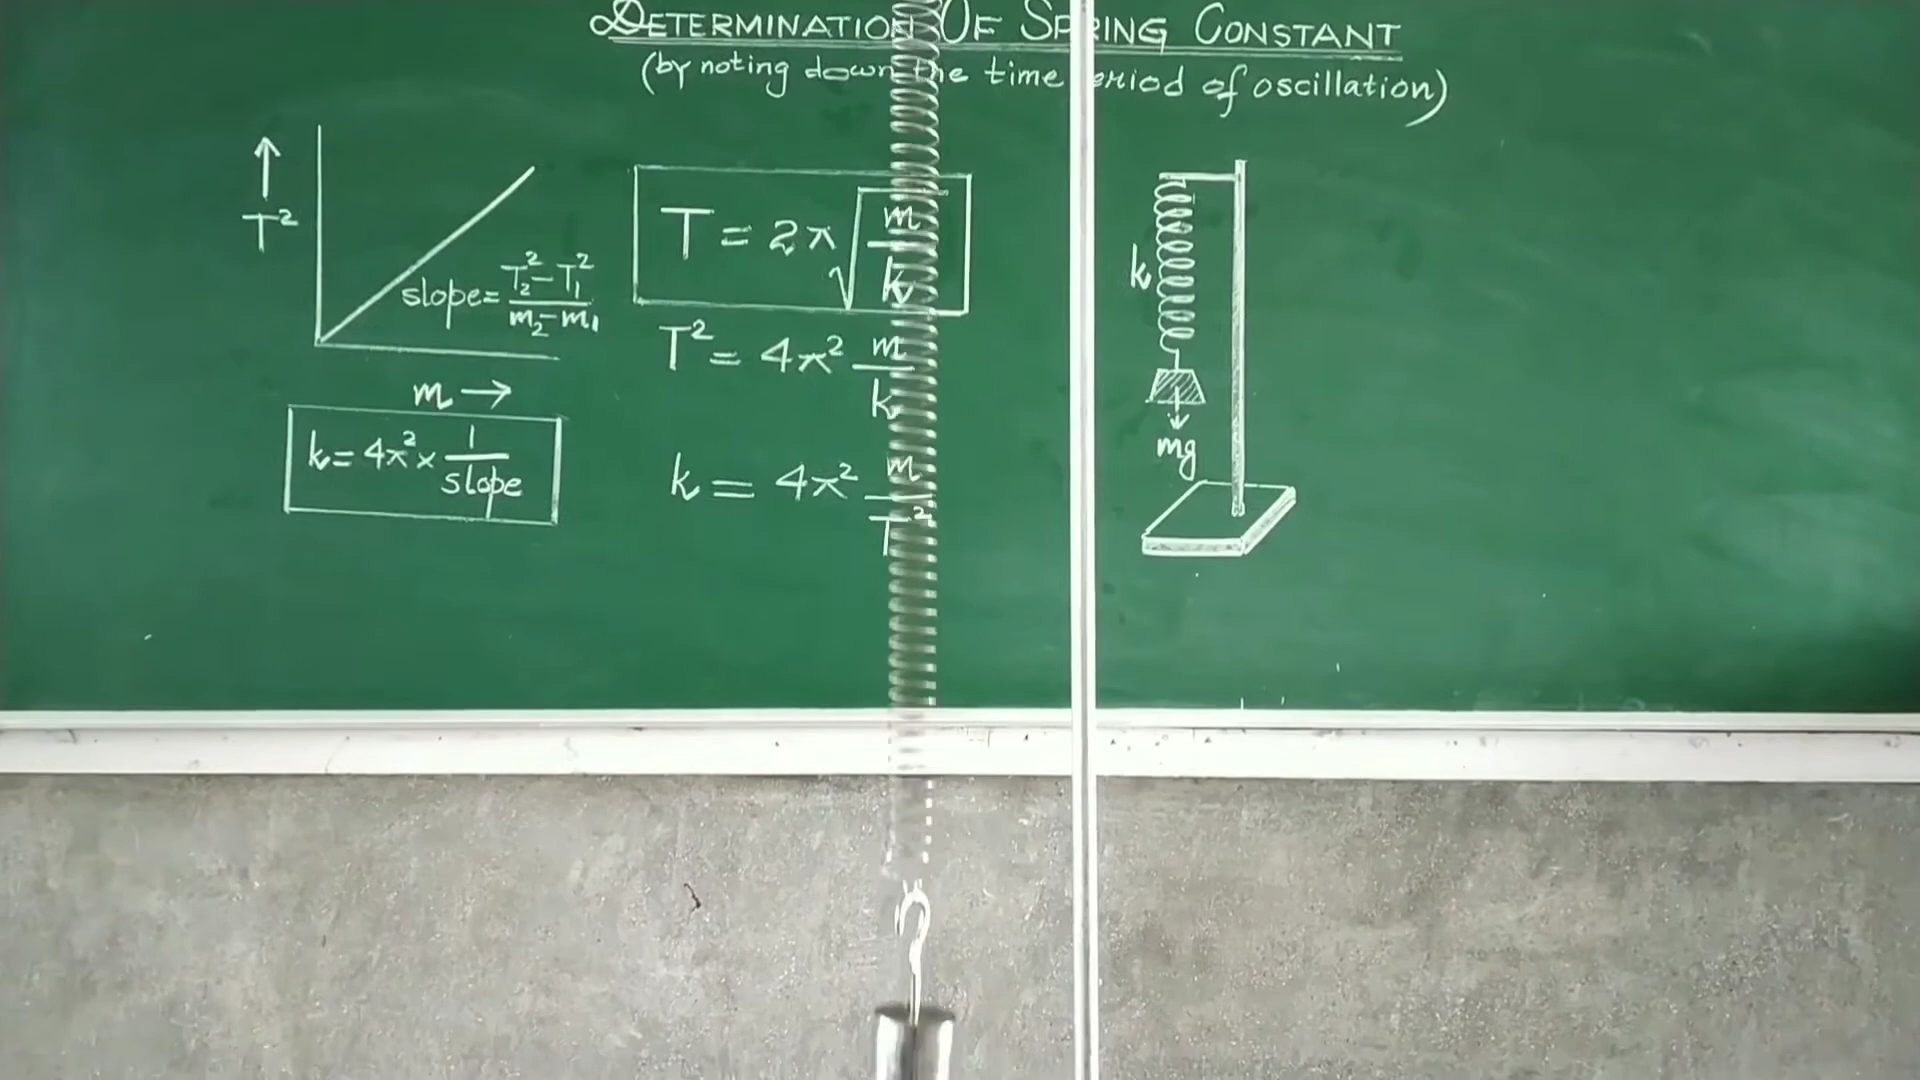 DETERMINATION OF SPRING CONSTANT
(by noting down the time period of oscillation)
↑
T²
slope = (T₂² - T₁²)/(m₂ - m₁)
m →
k = 4π² × 1/slope
T = 2π √(m/k)
T² = 4π² m/k
k = 4π² m/T²
k
mg